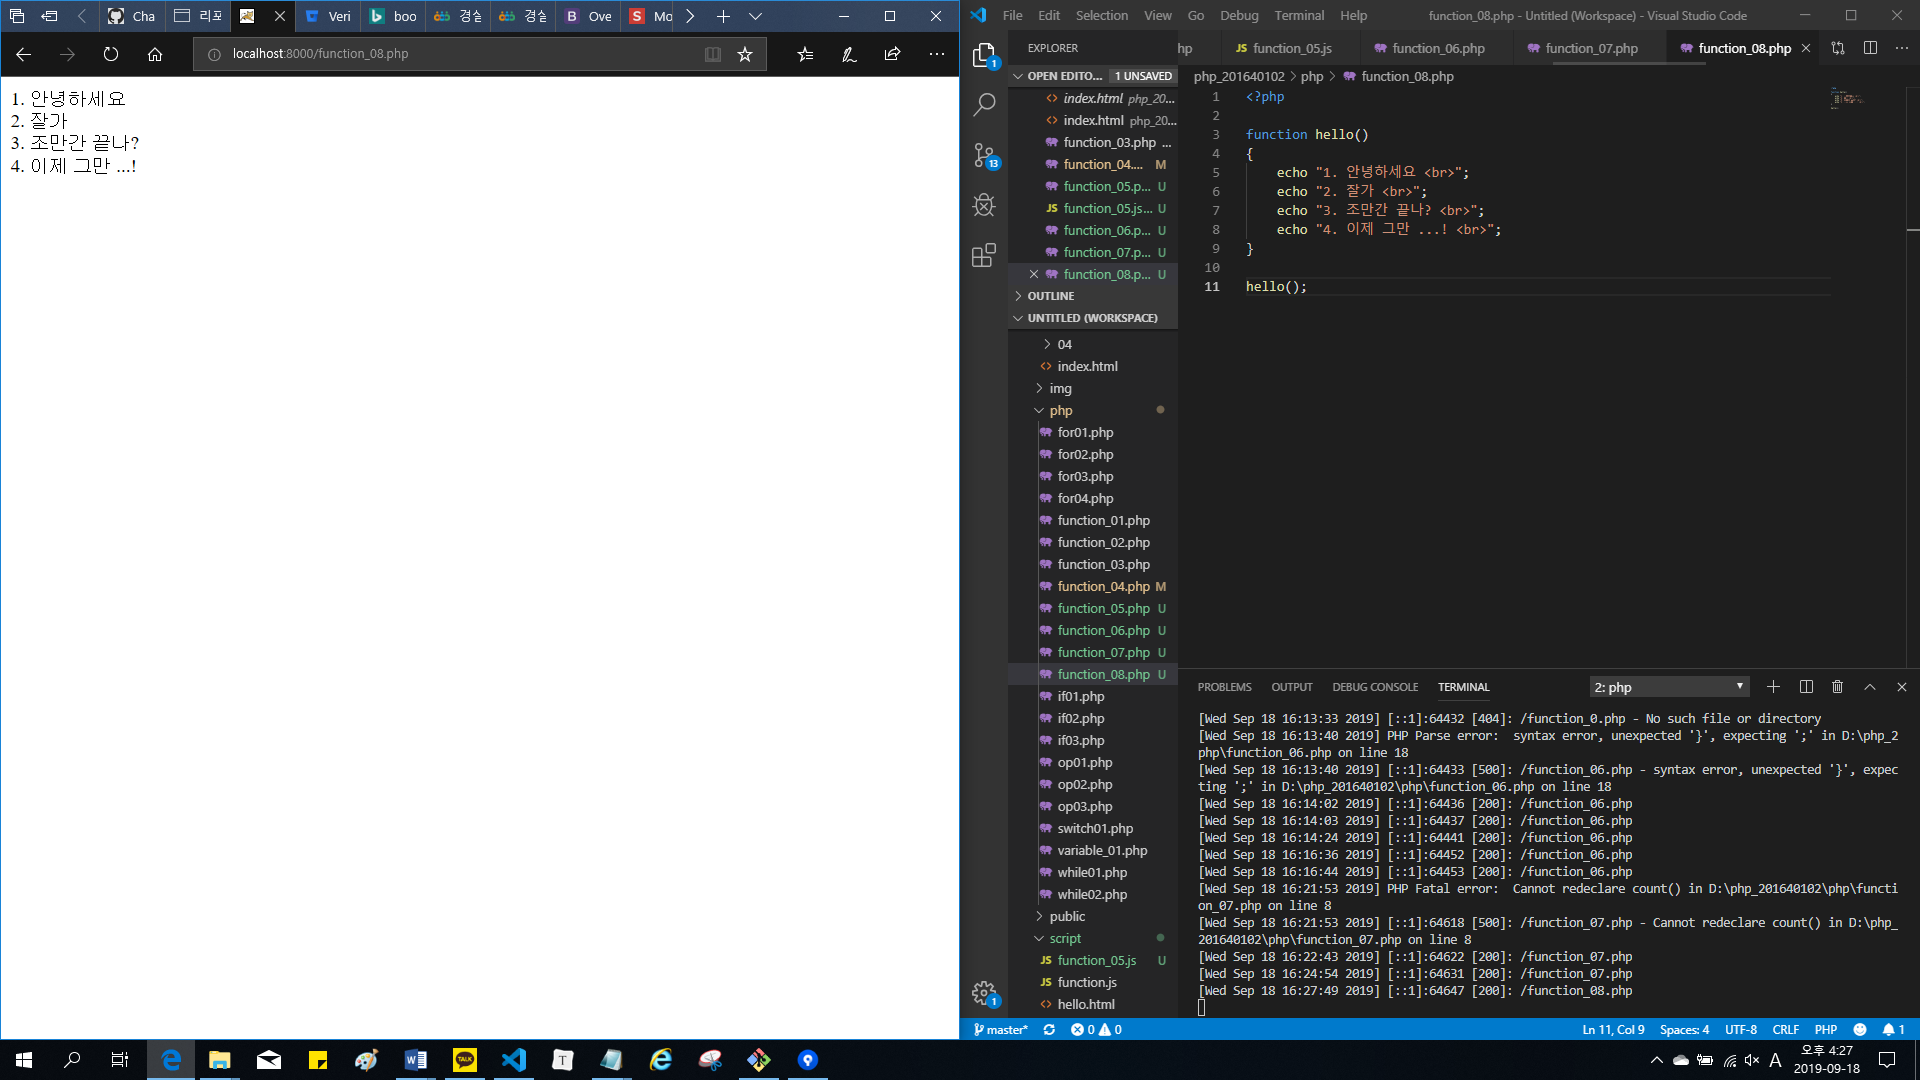 Cha
리포
Veri
boo
경실
경실
Ove
Mo
localhost:8000/function_08.php
1. 안녕하세요
2. 잘가
3. 조만간 끝나?
4. 이제 그만 ...!
File Edit Selection View Go Debug Terminal Help
function_08.php - Untitled (Workspace) - Visual Studio Code
EXPLORER
OPEN EDITO... 1 UNSAVED
index.html php_20...
index.html php_20...
function_03.php ...
function_04.... M
function_05.p... U
JS function_05.js... U
function_06.p... U
function_07.p... U
function_08.p... U
OUTLINE
UNTITLED (WORKSPACE)
04
index.html
img
php
for01.php
for02.php
for03.php
for04.php
function_01.php
function_02.php
function_03.php
function_04.php M
function_05.php U
function_06.php U
function_07.php U
function_08.php U
if01.php
if02.php
if03.php
op01.php
op02.php
op03.php
switch01.php
variable_01.php
while01.php
while02.php
public
script
JS function_05.js U
JS function.js
hello.html
1
13
1
hp
JS function_05.js
function_06.php
function_07.php
function_08.php
php_201640102 > php > function_08.php
1 <?php
2
3 function hello()
4 {
5 echo "1. 안녕하세요 <br>";
6 echo "2. 잘가 <br>";
7 echo "3. 조만간 끝나? <br>";
8 echo "4. 이제 그만 ...! <br>";
9 }
10
11 hello();
PROBLEMS OUTPUT DEBUG CONSOLE TERMINAL
2: php
[Wed Sep 18 16:13:33 2019] [::1]:64432 [404]: /function_0.php - No such file or directory
[Wed Sep 18 16:13:40 2019] PHP Parse error:  syntax error, unexpected '}', expecting ';' in D:\php_2
php\function_06.php on line 18
[Wed Sep 18 16:13:40 2019] [::1]:64433 [500]: /function_06.php - syntax error, unexpected '}', expec
ting ';' in D:\php_201640102\php\function_06.php on line 18
[Wed Sep 18 16:14:02 2019] [::1]:64436 [200]: /function_06.php
[Wed Sep 18 16:14:03 2019] [::1]:64437 [200]: /function_06.php
[Wed Sep 18 16:14:24 2019] [::1]:64441 [200]: /function_06.php
[Wed Sep 18 16:16:36 2019] [::1]:64452 [200]: /function_06.php
[Wed Sep 18 16:16:44 2019] [::1]:64453 [200]: /function_06.php
[Wed Sep 18 16:21:53 2019] PHP Fatal error:  Cannot redeclare count() in D:\php_201640102\php\functi
on_07.php on line 8
[Wed Sep 18 16:21:53 2019] [::1]:64618 [500]: /function_07.php - Cannot redeclare count() in D:\php_
201640102\php\function_07.php on line 8
[Wed Sep 18 16:22:43 2019] [::1]:64622 [200]: /function_07.php
[Wed Sep 18 16:24:54 2019] [::1]:64631 [200]: /function_07.php
[Wed Sep 18 16:27:49 2019] [::1]:64647 [200]: /function_08.php
master* 0 0 Ln 11, Col 9 Spaces: 4 UTF-8 CRLF PHP 1
TALK
T
A
오후 4:27
2019-09-18